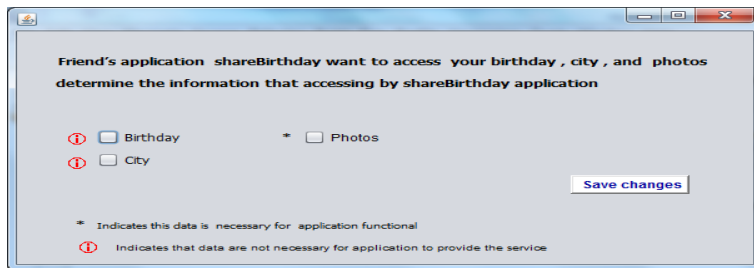 Friend's application shareBirthday want to access your birthday , city , and photos
determine the information that accessing by shareBirthday application
Birthday * Photos
City
Save changes
* Indicates this data is necessary for application functional
Indicates that data are not necessary for application to provide the service